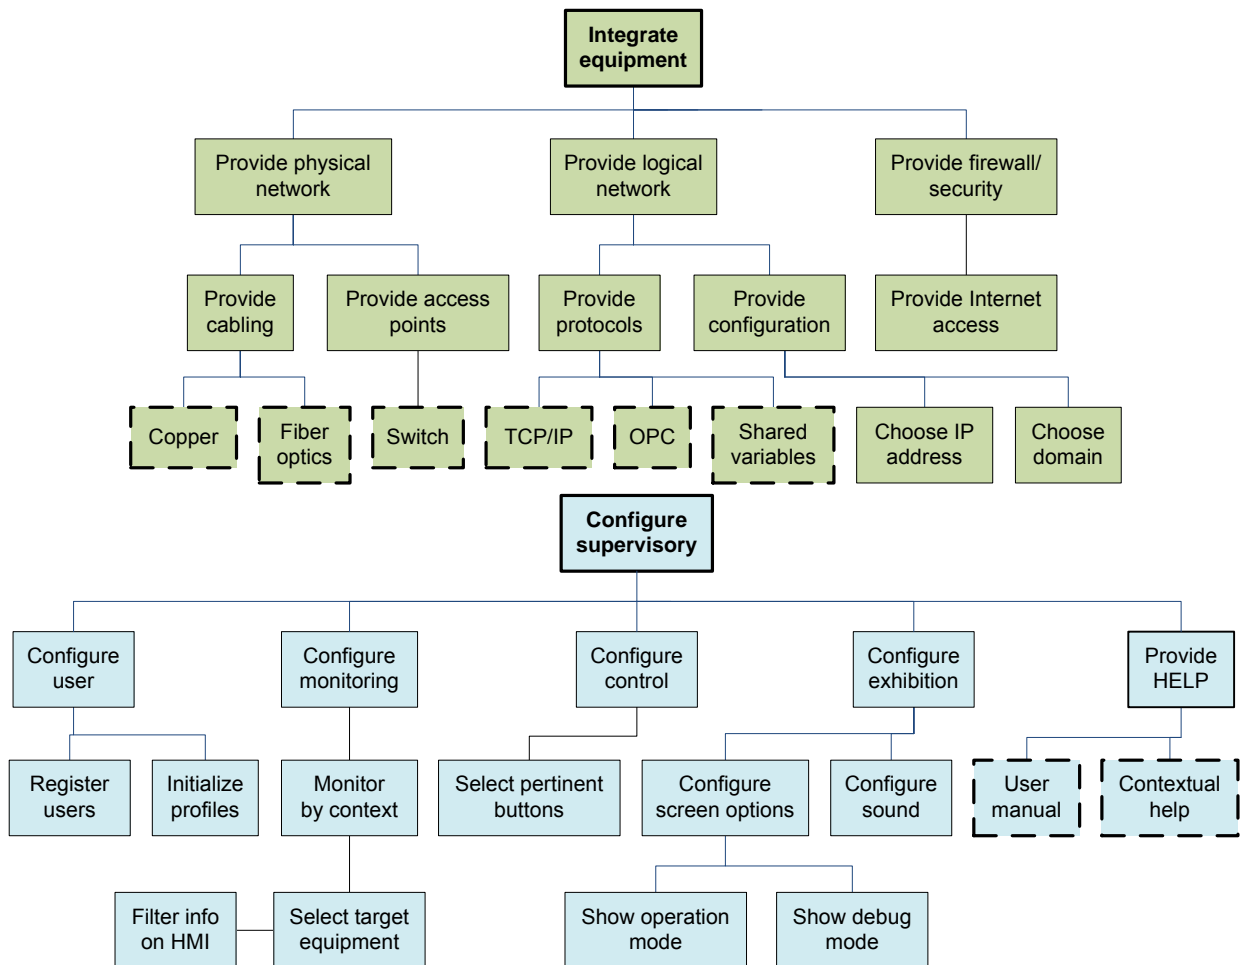 Integrate
equipment
Provide physical
network
Provide logical
network
Provide firewall/
security
Provide
cabling
Provide access
points
Provide
protocols
Provide
configuration
Provide Internet
access
Copper
Fiber
optics
Switch
TCP/IP
OPC
Shared
variables
Choose IP
address
Choose
domain
Configure
supervisory
Configure
user
Configure
monitoring
Configure
control
Configure
exhibition
Provide
HELP
Register
users
Initialize
profiles
Monitor
by context
Select pertinent
buttons
Configure
screen options
Configure
sound
User
manual
Contextual
help
Filter info
on HMI
Select target
equipment
Show operation
mode
Show debug
mode